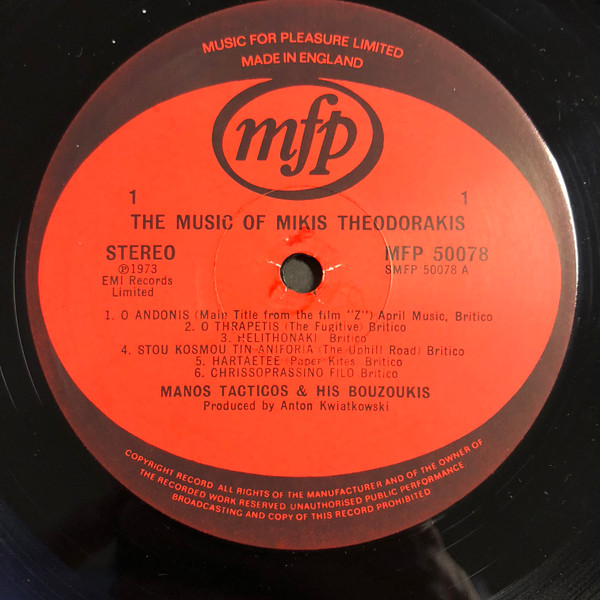 MUSIC FOR PLEASURE LIMITED
MADE IN ENGLAND
mfp
1 1
THE MUSIC OF MIKIS THEODORAKIS
STEREO MFP 50078
℗1973 SMFP 50078 A
EMI Records
Limited
1. O ANDONIS (Main Title from the film "Z") April Music, Britico
2. O THRAPETIS (The Fugitive) Britico
3. HELITHONAKI Britico
4. STOU KOSMOU TIN ANIFORIA (The Uphill Road) Britico
5. HARTAETEE (Paper Kites) Britico
6. CHRISSOPRASSINO FILO Britico
MANOS TACTICOS & HIS BOUZOUKIS
Produced by Anton Kwiatkowski
COPYRIGHT RECORD ALL RIGHTS OF THE MANUFACTURER AND OF THE OWNER OF
THE RECORDED WORK RESERVED UNAUTHORISED PUBLIC PERFORMANCE
BROADCASTING AND COPY OF THIS RECORD PROHIBITED